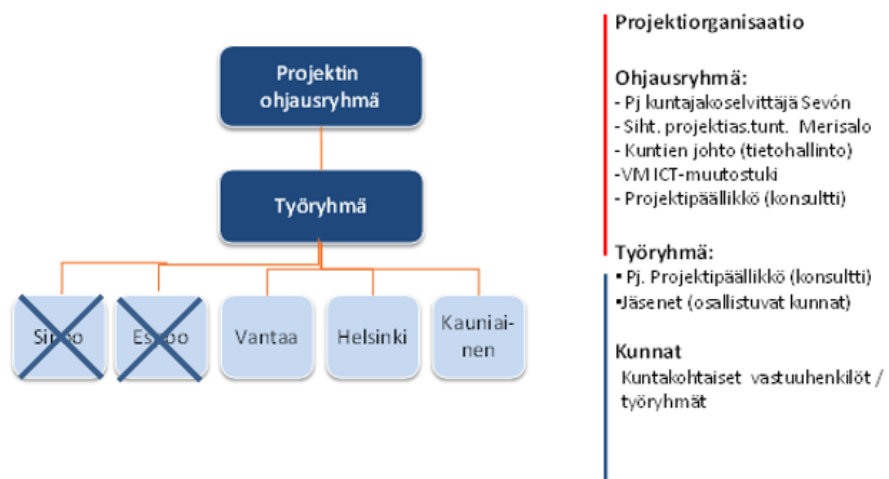 Projektin
ohjausryhmä
Työryhmä
Sipoo
Espoo
Vantaa
Helsinki
Kauniai-
nen
Projektiorganisaatio
Ohjausryhmä:
- Pj kuntajakoselvittäjä Sevón
- Siht. projektias.tunt. Merisalo
- Kuntien johto (tietohallinto)
-VM ICT-muutostuki
- Projektipäällikkö (konsultti)
Työryhmä:
▪ Pj. Projektipäällikkö (konsultti)
▪Jäsenet (osallistuvat kunnat)
Kunnat
Kuntakohtaiset vastuuhenkilöt /
työryhmät